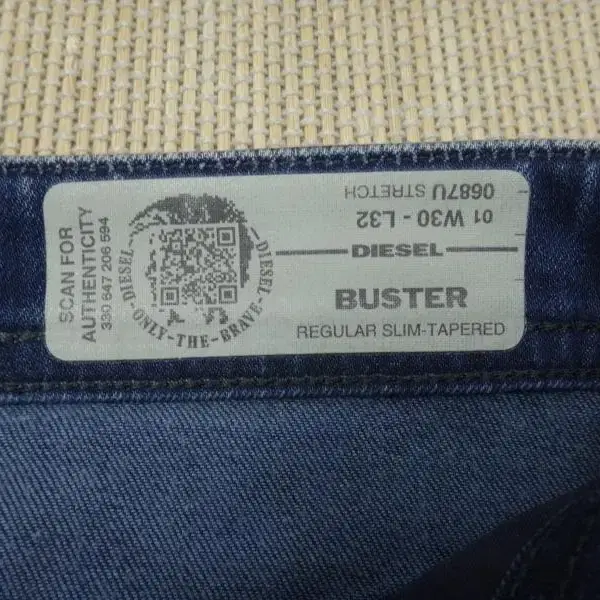 SCAN FOR
AUTHENTICITY
330 647 206 594
DIESEL
ONLY-THE-BRAVE
DIESEL
0687U STRETCH
01 W30 - L32
DIESEL
BUSTER
REGULAR SLIM-TAPERED